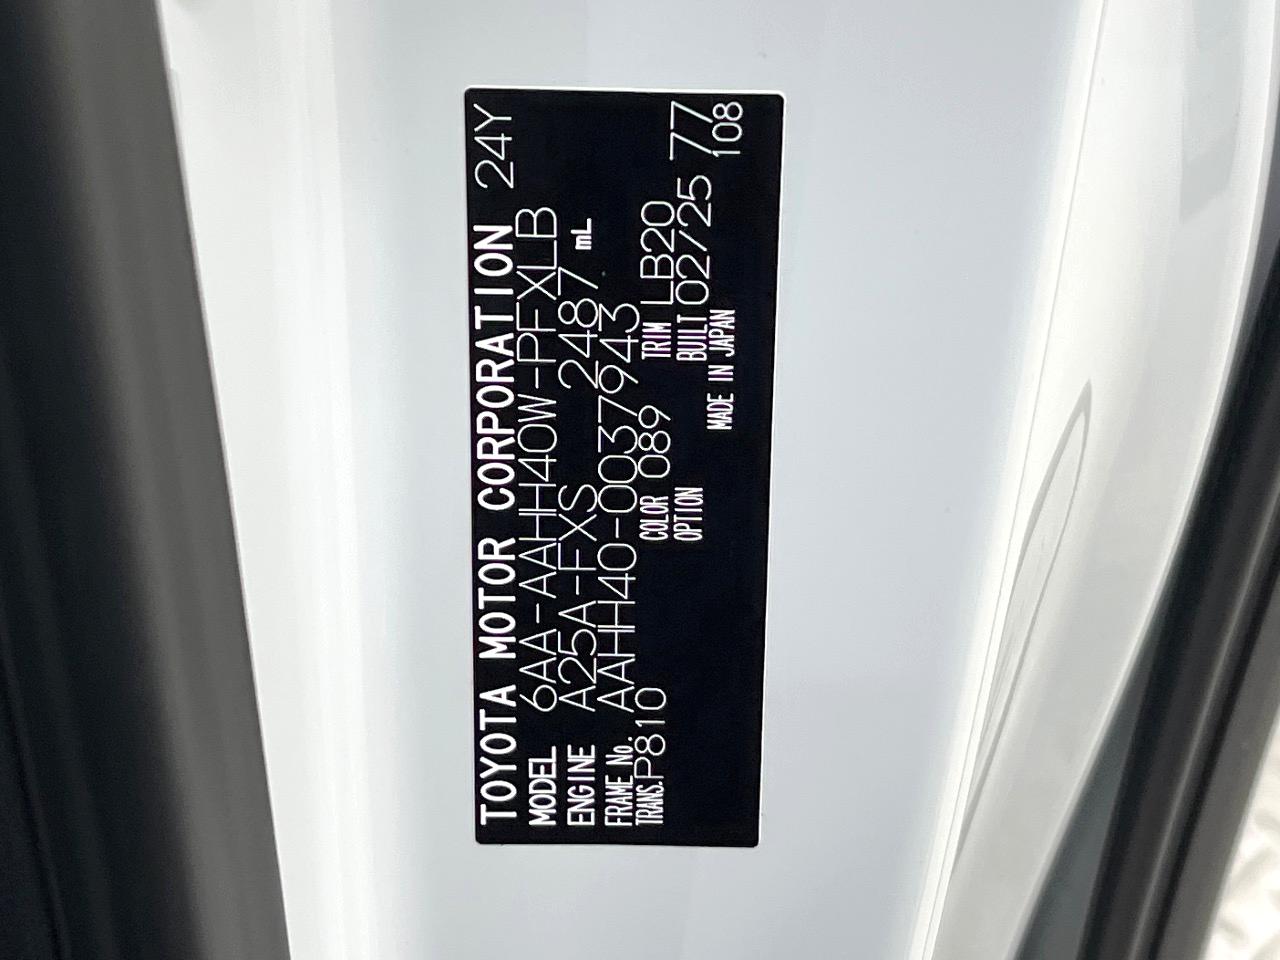 TOYOTA MOTOR CORPORATION 24Y
MODEL 6AA-AAHH40W-PFXLB
ENGINE A25A-FXS 2487 mL
FRAME No. AAHH40-0037943
TRANS. P810 COLOR 089 TRIM LB20
OPTION BUILT 02/25 77
MADE IN JAPAN 108